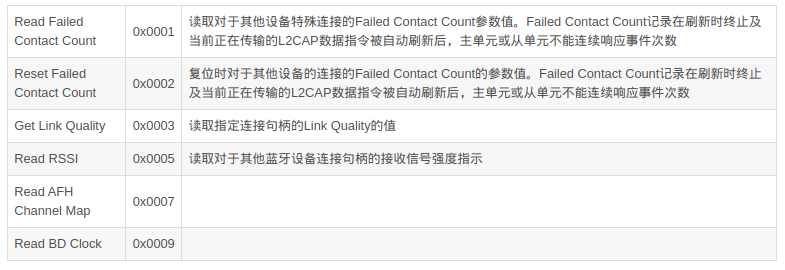 Read Failed
Contact Count
0x0001
读取对于其他设备特殊连接的Failed Contact Count参数值。Failed Contact Count记录在刷新时终止及
当前正在传输的L2CAP数据指令被自动刷新后，主单元或从单元不能连续响应事件次数
Reset Failed
Contact Count
0x0002
复位时对于其他设备的连接的Failed Contact Count的参数值。Failed Contact Count记录在刷新时终止
及当前正在传输的L2CAP数据指令被自动刷新后，主单元或从单元不能连续响应事件次数
Get Link Quality
0x0003
读取指定连接句柄的Link Quality的值
Read RSSI
0x0005
读取对于其他蓝牙设备连接句柄的接收信号强度指示
Read AFH
Channel Map
0x0007
Read BD Clock
0x0009